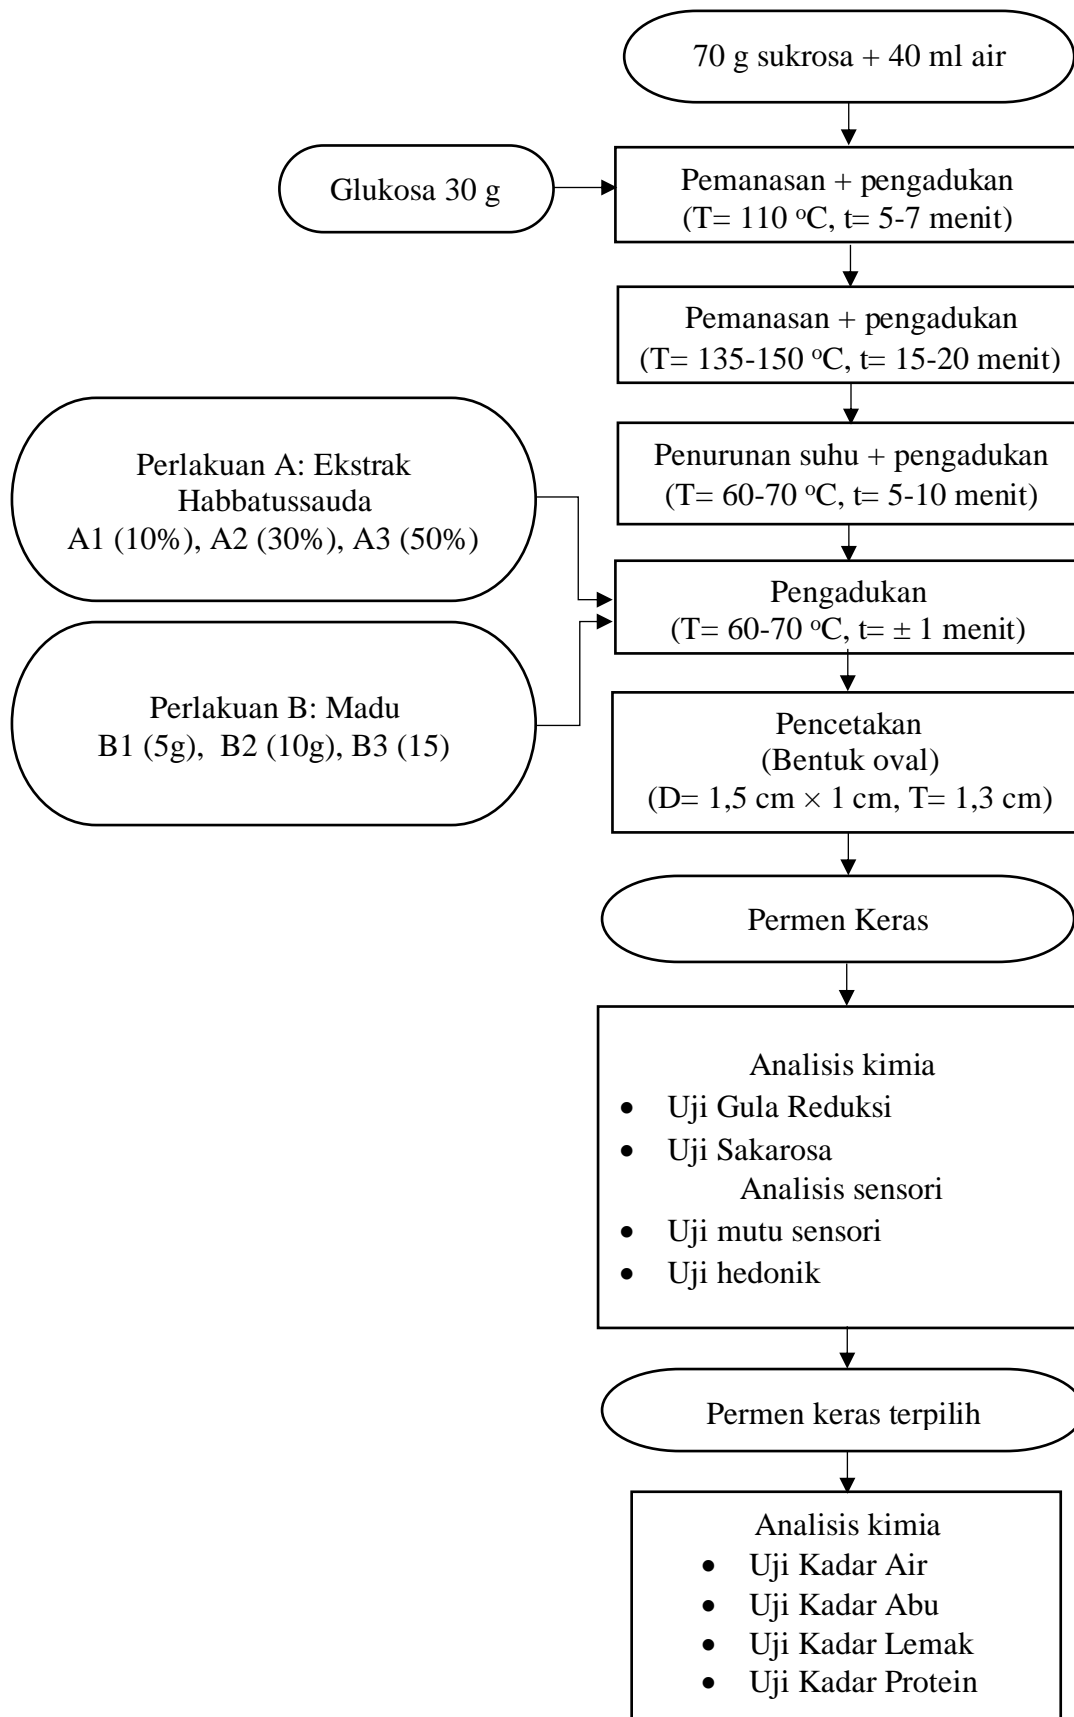 70 g sukrosa + 40 ml air
Glukosa 30 g
Pemanasan + pengadukan
(T= 110 °C, t= 5-7 menit)
Pemanasan + pengadukan
(T= 135-150 °C, t= 15-20 menit)
Penurunan suhu + pengadukan
(T= 60-70 °C, t= 5-10 menit)
Perlakuan A: Ekstrak
Habbatussauda
A1 (10%), A2 (30%), A3 (50%)
Perlakuan B: Madu
B1 (5g), B2 (10g), B3 (15)
Pengadukan
(T= 60-70 °C, t= ± 1 menit)
Pencetakan
(Bentuk oval)
(D= 1,5 cm × 1 cm, T= 1,3 cm)
Permen Keras
Analisis kimia
• Uji Gula Reduksi
• Uji Sakarosa
Analisis sensori
• Uji mutu sensori
• Uji hedonik
Permen keras terpilih
Analisis kimia
• Uji Kadar Air
• Uji Kadar Abu
• Uji Kadar Lemak
• Uji Kadar Protein